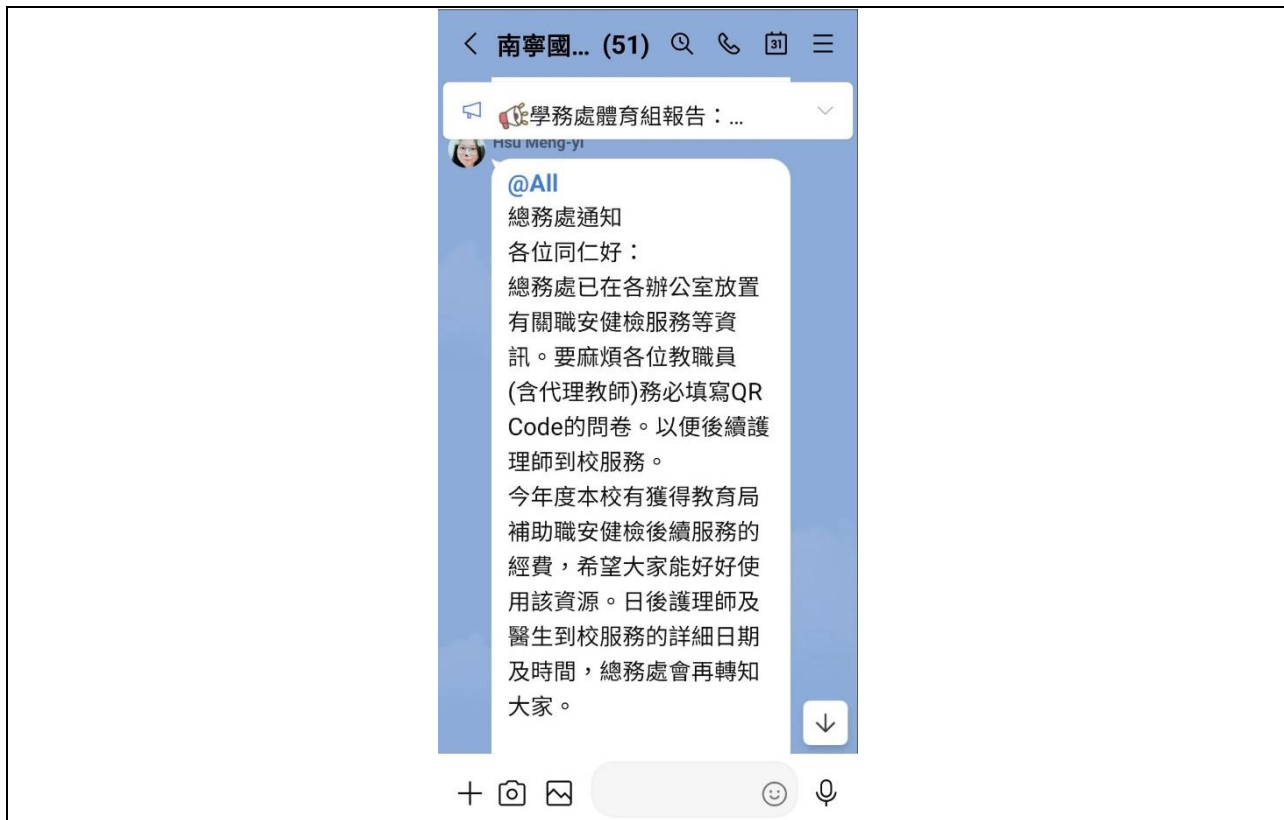 南寧國... (51)
31
學務處體育組報告：...
Hsu Meng-yi
@All
總務處通知
各位同仁好：
總務處已在各辦公室放置
有關職安健檢服務等資
訊。要麻煩各位教職員
(含代理教師)務必填寫QR
Code的問卷。以便後續護
理師到校服務。
今年度本校有獲得教育局
補助職安健檢後續服務的
經費，希望大家能好好使
用該資源。日後護理師及
醫生到校服務的詳細日期
及時間，總務處會再轉知
大家。